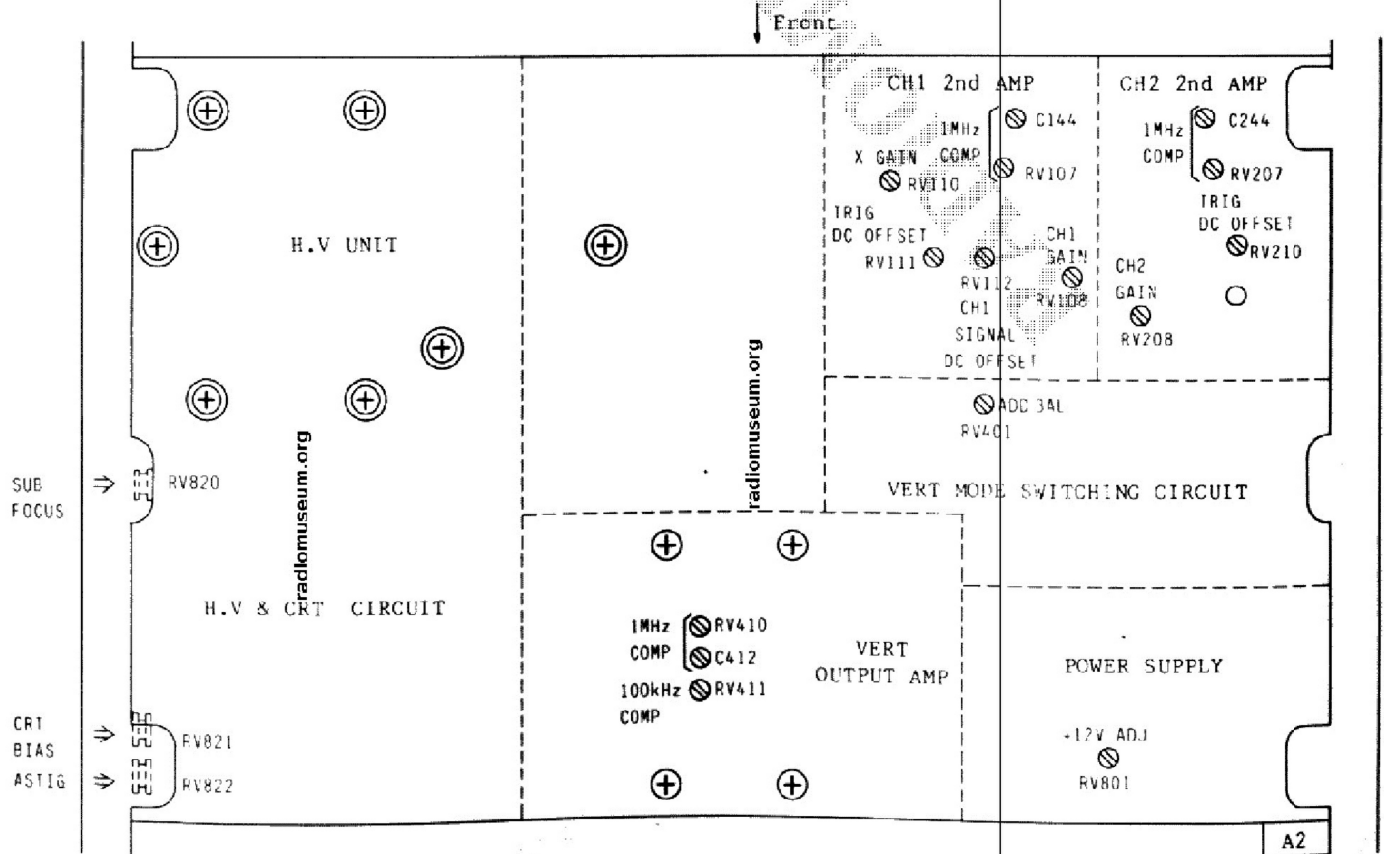 Front
CH1 2nd AMP
CH2 2nd AMP
1MHz
COMP
C144
RV107
1MHz
COMP
C244
RV207
X GAIN
RV110
TRIG
DC OFFSET
RV111
RV112
CH1
SIGNAL
DC OFFSET
CH1
GAIN
RV108
TRIG
DC OFFSET
RV210
CH2
GAIN
RV208
H.V UNIT
radiomuseum.org
radiomuseum.org
ADD BAL
RV401
VERT MODE SWITCHING CIRCUIT
SUB
FOCUS
RV820
H.V & CRT CIRCUIT
1MHz
COMP
RV410
C412
100kHz
COMP
RV411
VERT
OUTPUT AMP
POWER SUPPLY
CRT
BIAS
RV821
ASTIG
RV822
+12V ADJ
RV801
A2